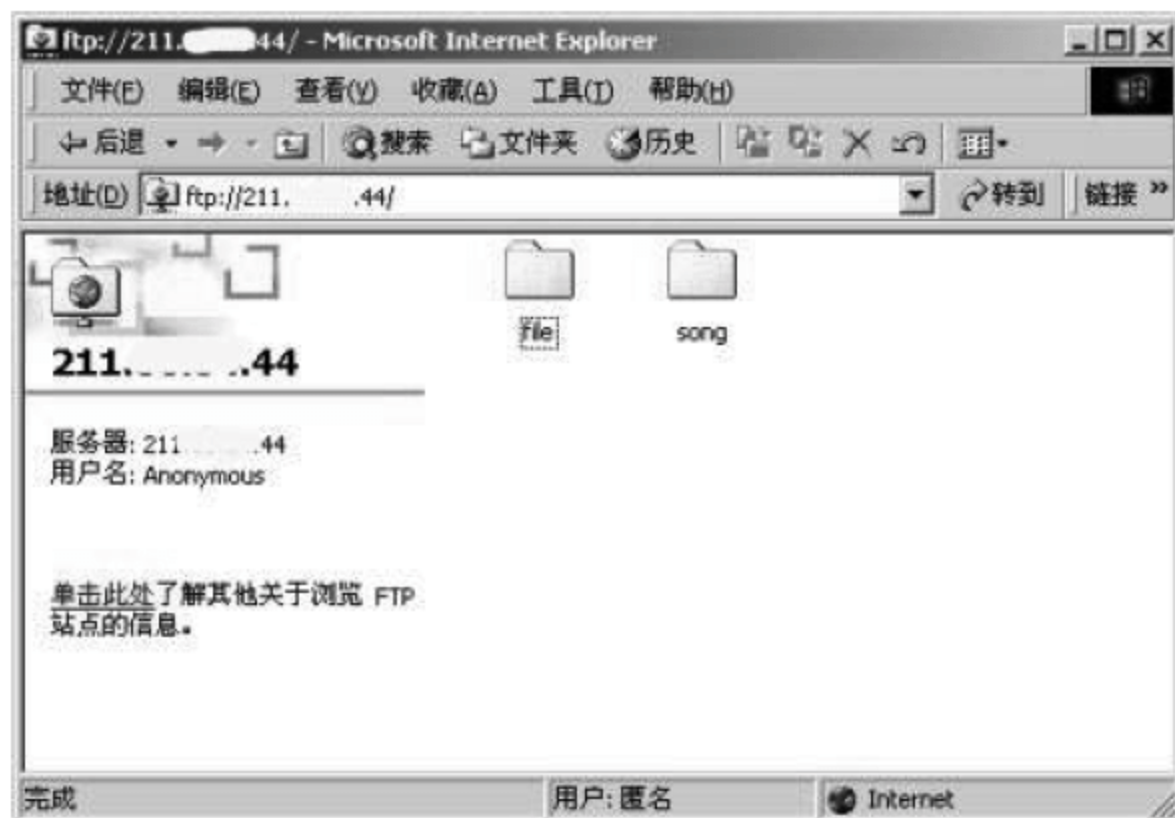 ftp://211. 44/ - Microsoft Internet Explorer
文件(F) 编辑(E) 查看(V) 收藏(A) 工具(T) 帮助(H)
后退 搜索 文件夹 历史
地址(D) ftp://211. .44/ 转到 链接 »
file song
211. .44
服务器: 211 .44
用户名: Anonymous
单击此处了解其他关于浏览 FTP
站点的信息。
完成 用户: 匿名 Internet